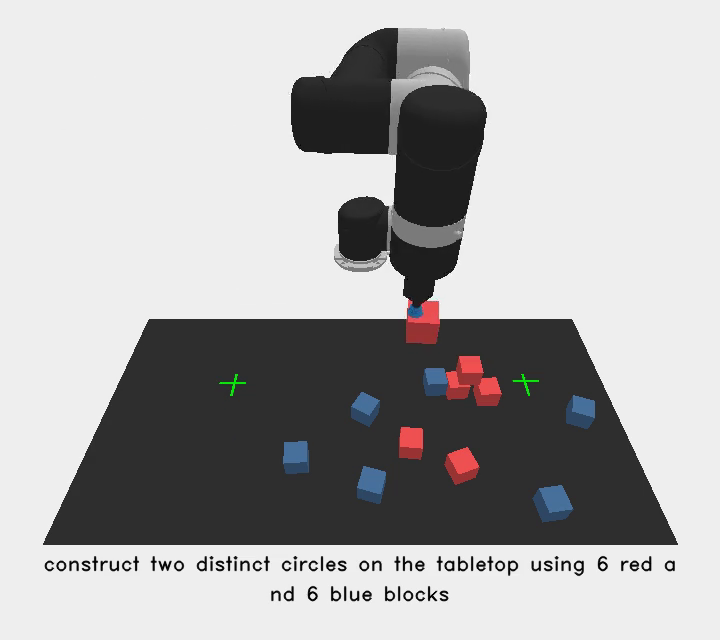 construct two distinct circles on the tabletop using 6 red a
nd 6 blue blocks